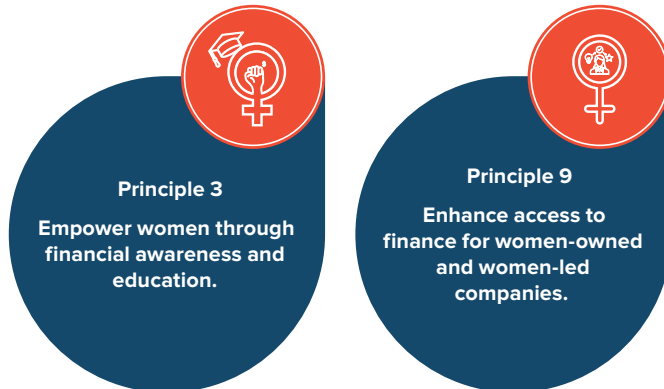 Principle 3
Empower women through
financial awareness and
education.
Principle 9
Enhance access to
finance for women-owned
and women-led
companies.